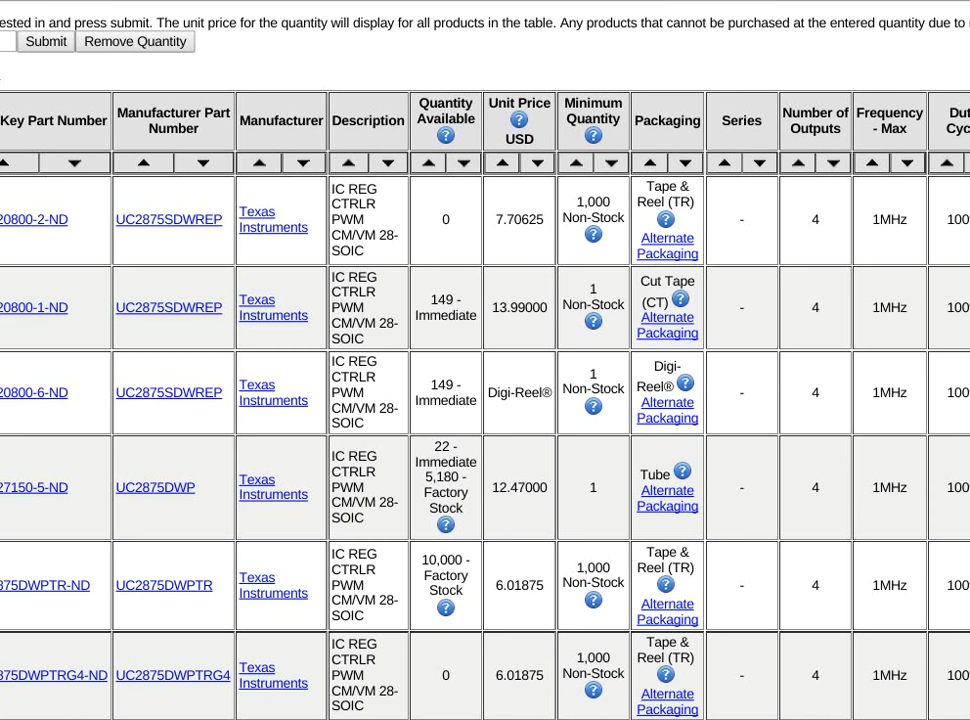 ested in and press submit. The unit price for the quantity will display for all products in the table. Any products that cannot be purchased at the entered quantity due to
Submit Remove Quantity
Key Part Number Manufacturer Part Number Manufacturer Description Quantity Available ? Unit Price ? USD Minimum Quantity ? Packaging Series Number of Outputs Frequency - Max Dut Cyc
20800-2-ND UC2875SDWREP Texas Instruments IC REG CTRLR PWM CM/VM 28-SOIC 0 7.70625 1,000 Non-Stock ? Tape & Reel (TR) ? Alternate Packaging - 4 1MHz 100
20800-1-ND UC2875SDWREP Texas Instruments IC REG CTRLR PWM CM/VM 28-SOIC 149 - Immediate 13.99000 1 Non-Stock ? Cut Tape (CT) ? Alternate Packaging - 4 1MHz 100
20800-6-ND UC2875SDWREP Texas Instruments IC REG CTRLR PWM CM/VM 28-SOIC 149 - Immediate Digi-Reel® 1 Non-Stock ? Digi-Reel® ? Alternate Packaging - 4 1MHz 100
27150-5-ND UC2875DWP Texas Instruments IC REG CTRLR PWM CM/VM 28-SOIC 22 - Immediate 5,180 - Factory Stock ? 12.47000 1 Tube ? Alternate Packaging - 4 1MHz 100
875DWPTR-ND UC2875DWPTR Texas Instruments IC REG CTRLR PWM CM/VM 28-SOIC 10,000 - Factory Stock ? 6.01875 1,000 Non-Stock ? Tape & Reel (TR) ? Alternate Packaging - 4 1MHz 100
875DWPTRG4-ND UC2875DWPTRG4 Texas Instruments IC REG CTRLR PWM CM/VM 28-SOIC 0 6.01875 1,000 Non-Stock ? Tape & Reel (TR) ? Alternate Packaging - 4 1MHz 100